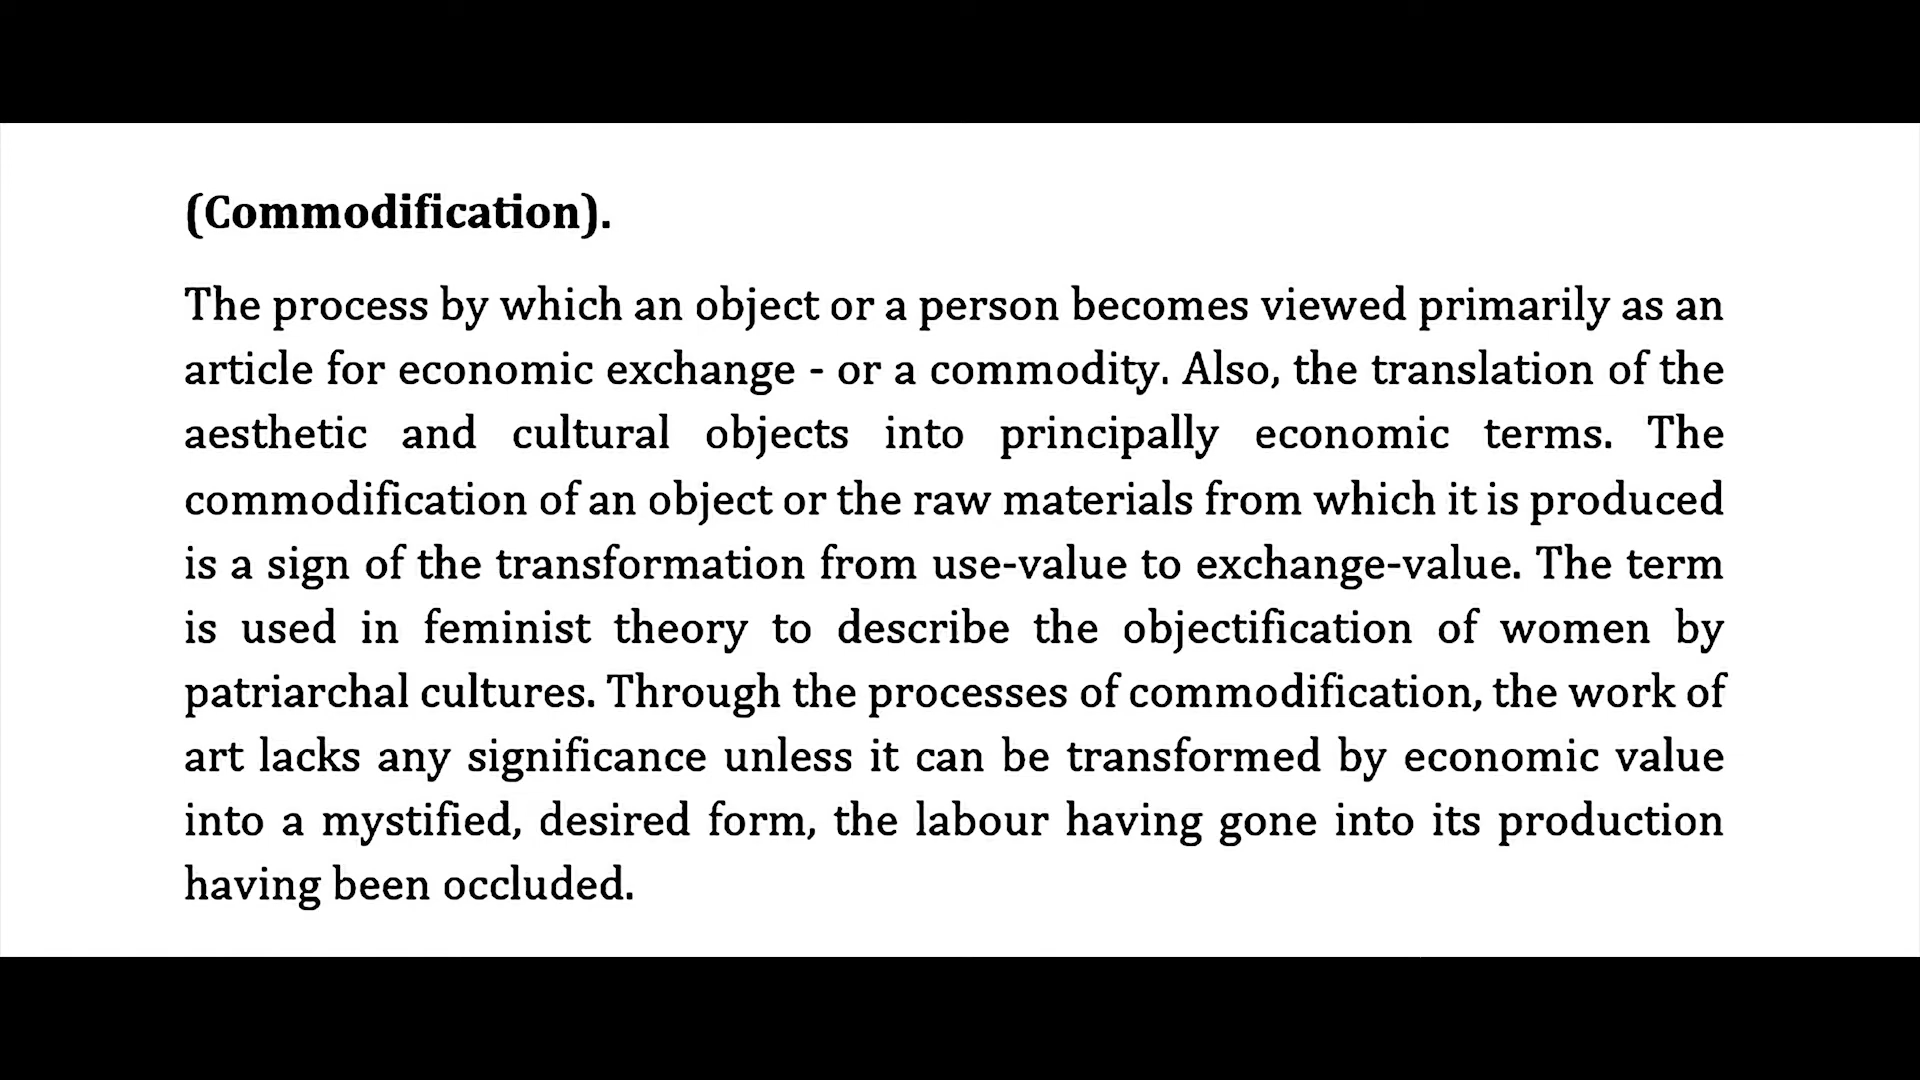 (Commodification).
The process by which an object or a person becomes viewed primarily as an
article for economic exchange - or a commodity. Also, the translation of the
aesthetic and cultural objects into principally economic terms. The
commodification of an object or the raw materials from which it is produced
is a sign of the transformation from use-value to exchange-value. The term
is used in feminist theory to describe the objectification of women by
patriarchal cultures. Through the processes of commodification, the work of
art lacks any significance unless it can be transformed by economic value
into a mystified, desired form, the labour having gone into its production
having been occluded.